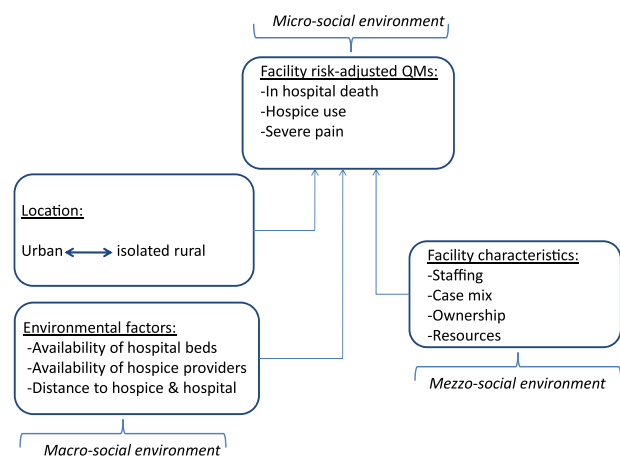 Micro-social environment
Facility risk-adjusted QMs:
-In hospital death
-Hospice use
-Severe pain
Location:
Urban isolated rural
Facility characteristics:
-Staffing
-Case mix
-Ownership
-Resources
Mezzo-social environment
Environmental factors:
-Availability of hospital beds
-Availability of hospice providers
-Distance to hospice & hospital
Macro-social environment